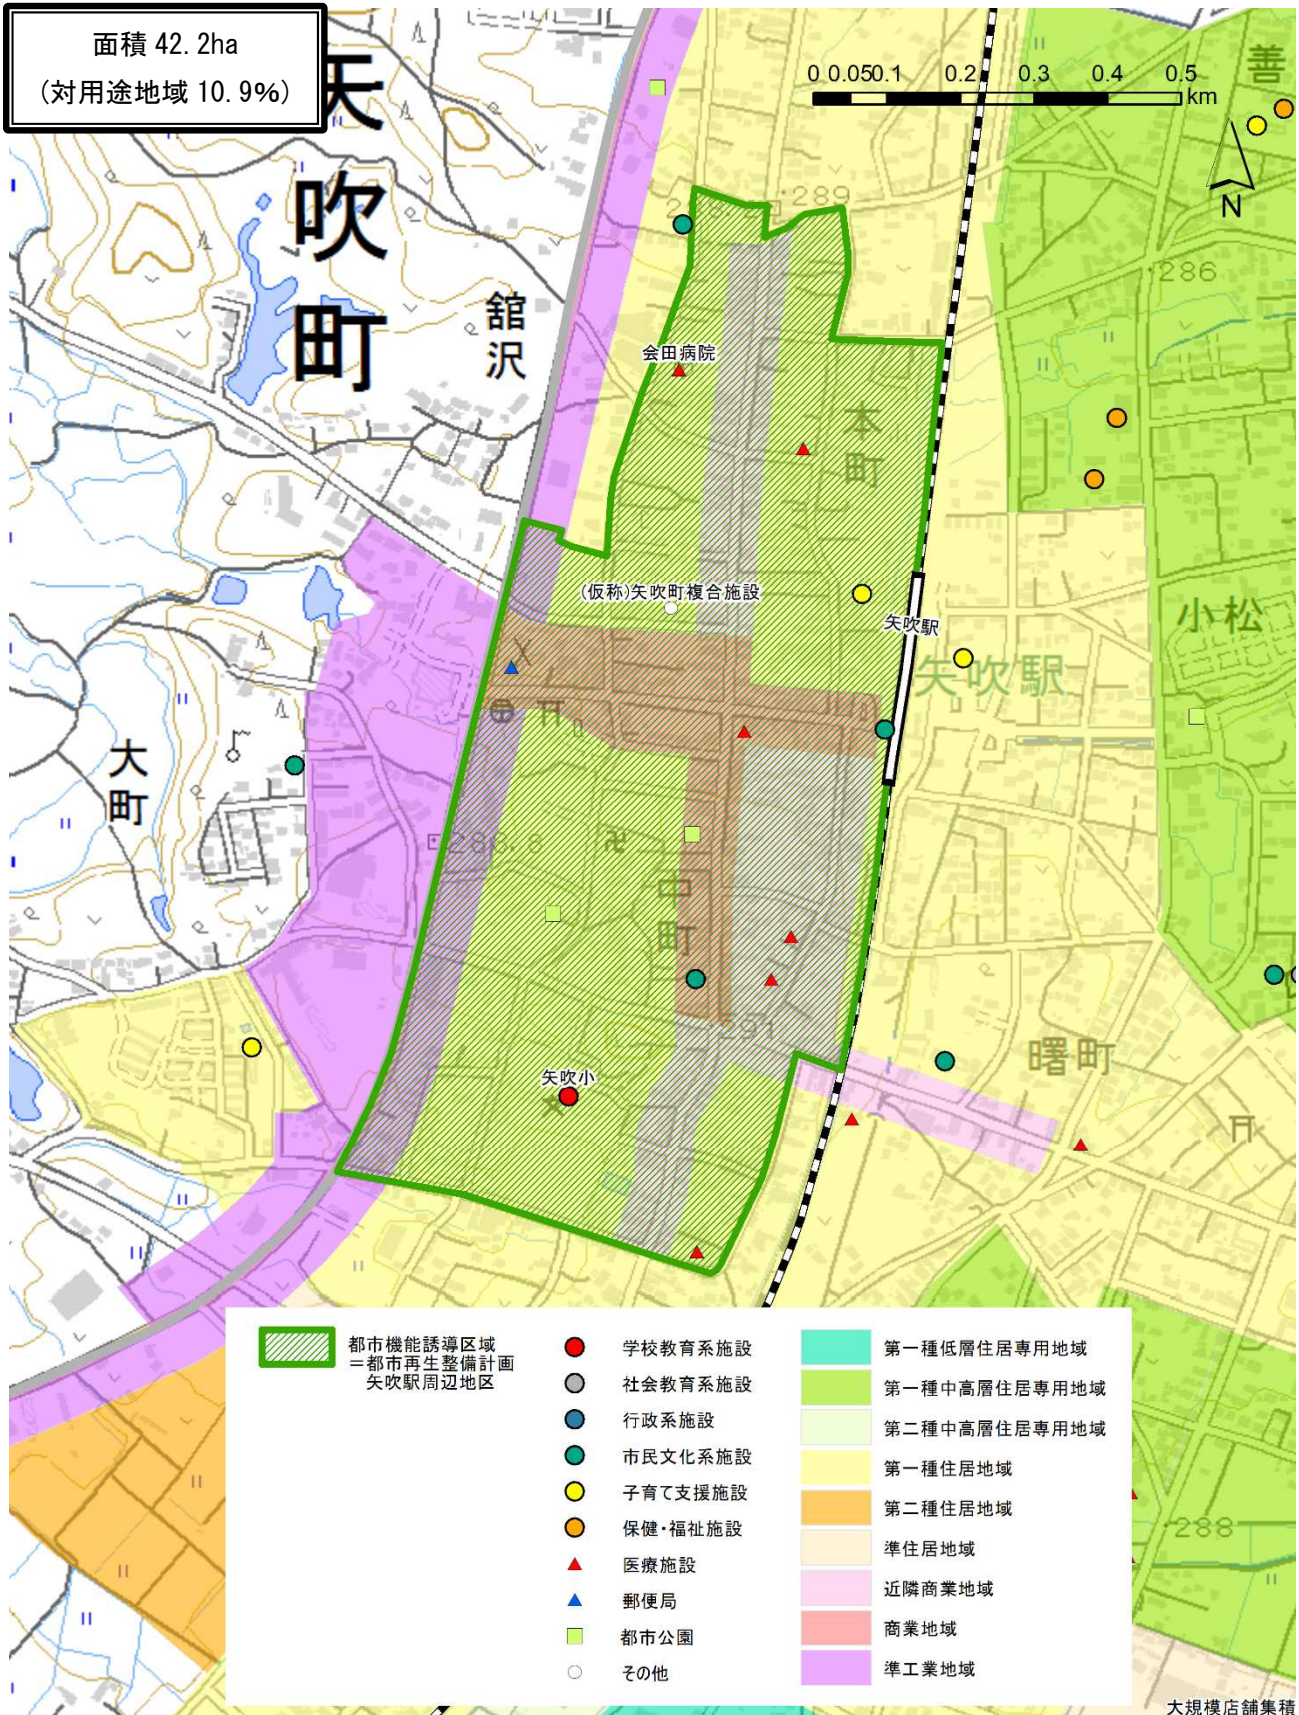 面積 42.2ha
(対用途地域 10.9%)
矢吹町
0 0.05 0.1 0.2 0.3 0.4 0.5
km
善
N
289
286
舘沢
会田病院
本町
(仮称)矢吹町複合施設
矢吹駅
矢吹駅
小松
大町
288.8
中町
291
曙町
矢吹小
都市機能誘導区域
=都市再生整備計画
矢吹駅周辺地区
学校教育系施設
社会教育系施設
行政系施設
市民文化系施設
子育て支援施設
保健・福祉施設
医療施設
郵便局
都市公園
その他
第一種低層住居専用地域
第一種中高層住居専用地域
第二種中高層住居専用地域
第一種住居地域
第二種住居地域
準住居地域
近隣商業地域
商業地域
準工業地域
288
大規模店舗集積